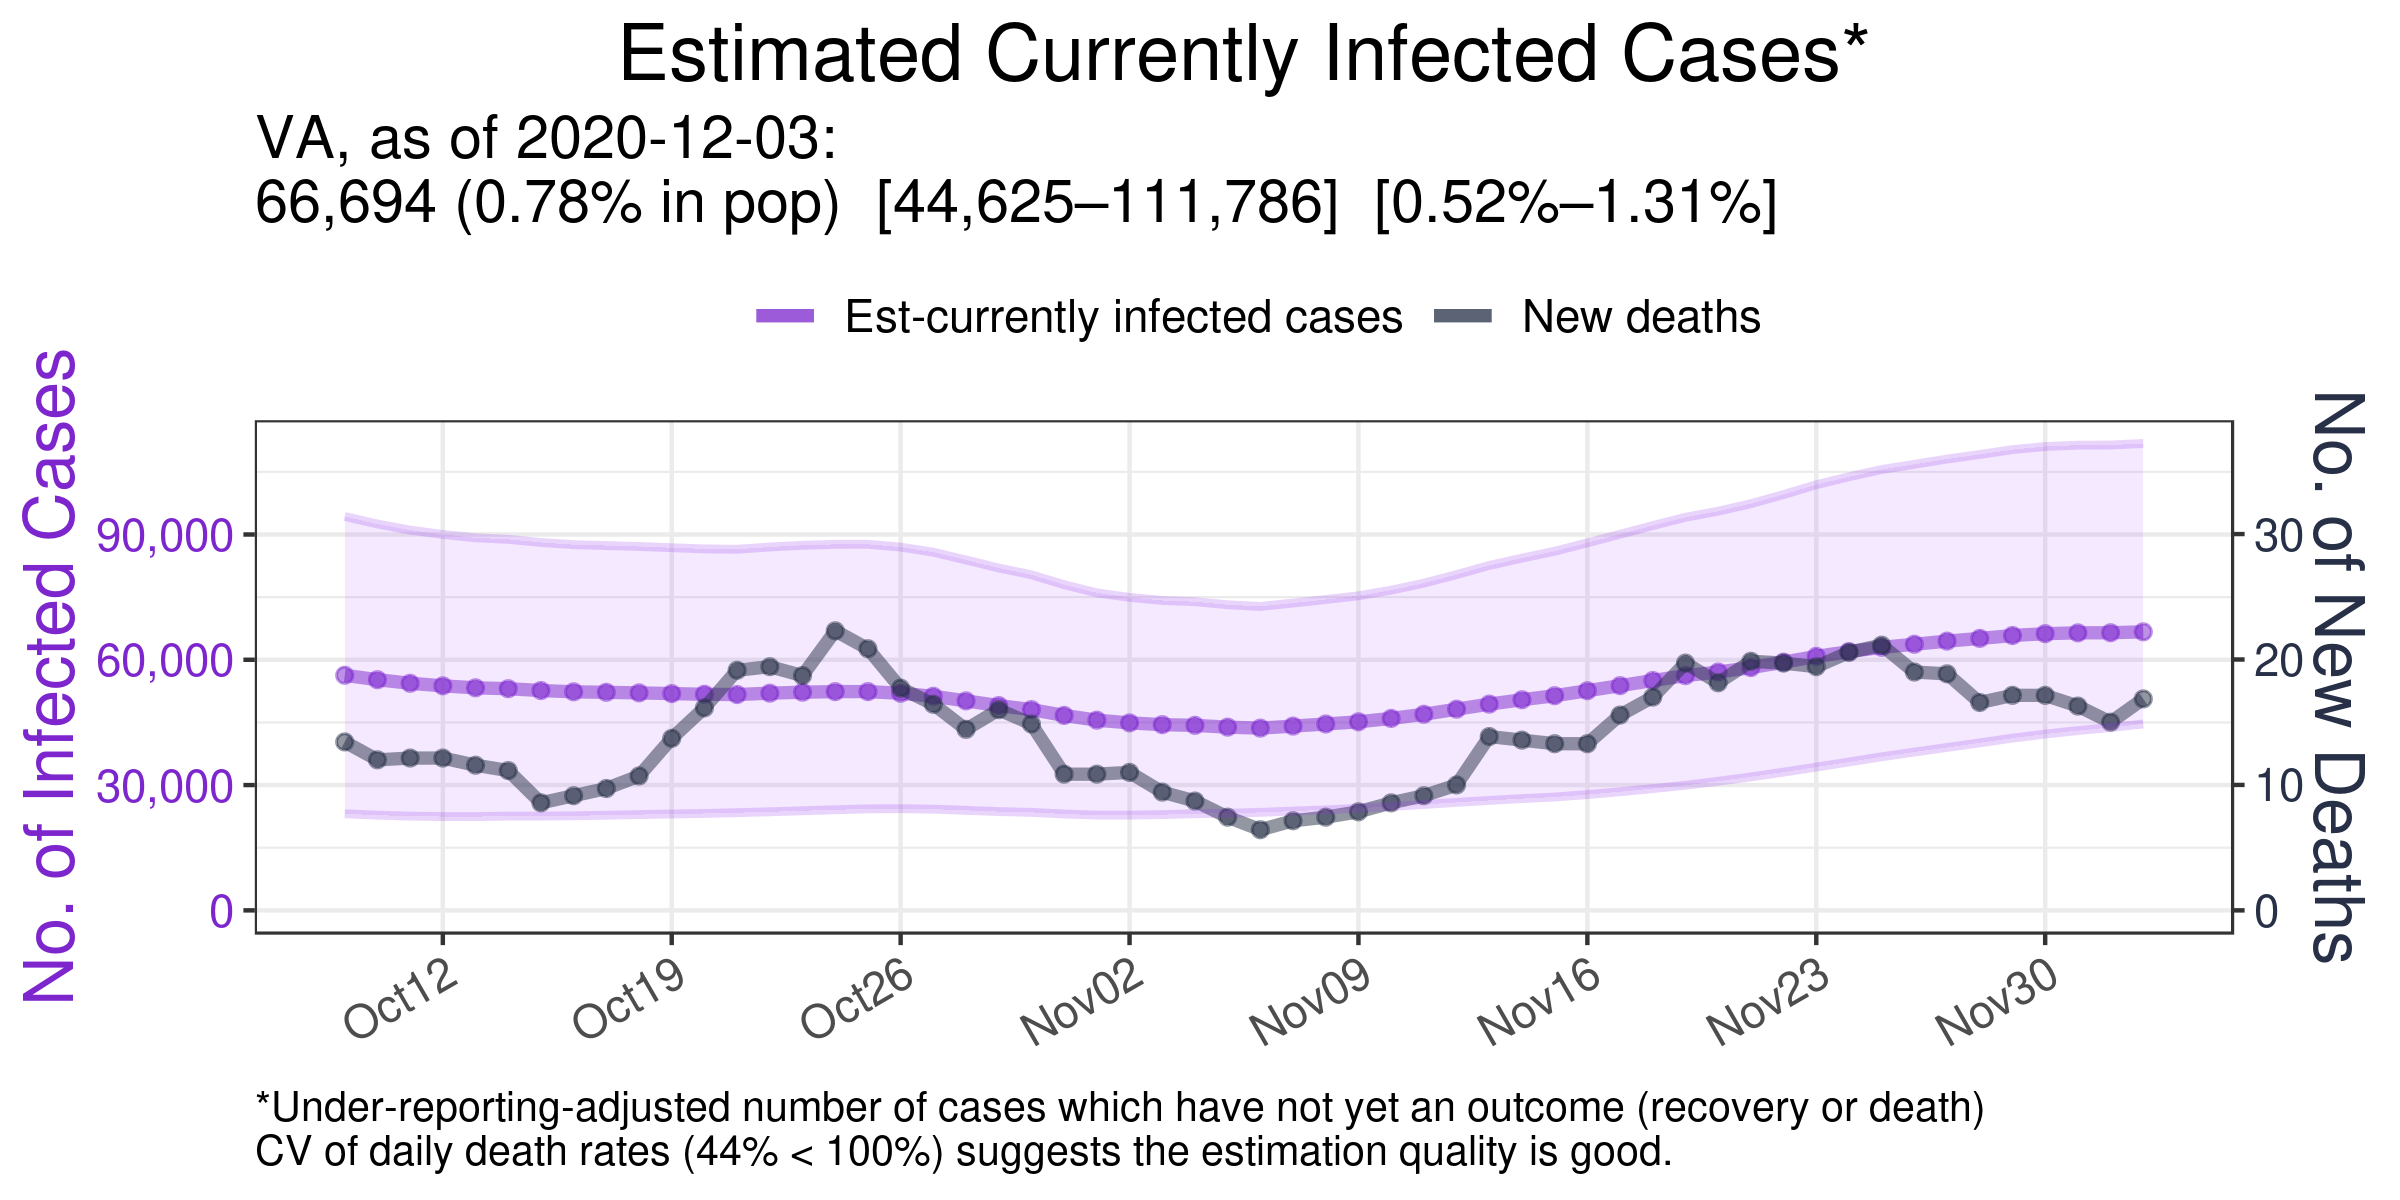 Estimated Currently Infected Cases*
VA, as of 2020-12-03:
66,694 (0.78% in pop)  [44,625–111,786]  [0.52%–1.31%]
Est-currently infected cases
New deaths
No. of Infected Cases
90,000
60,000
30,000
0
No. of New Deaths
30
20
10
0
Oct12
Oct19
Oct26
Nov02
Nov09
Nov16
Nov23
Nov30
*Under-reporting-adjusted number of cases which have not yet an outcome (recovery or death)
CV of daily death rates (44% < 100%) suggests the estimation quality is good.